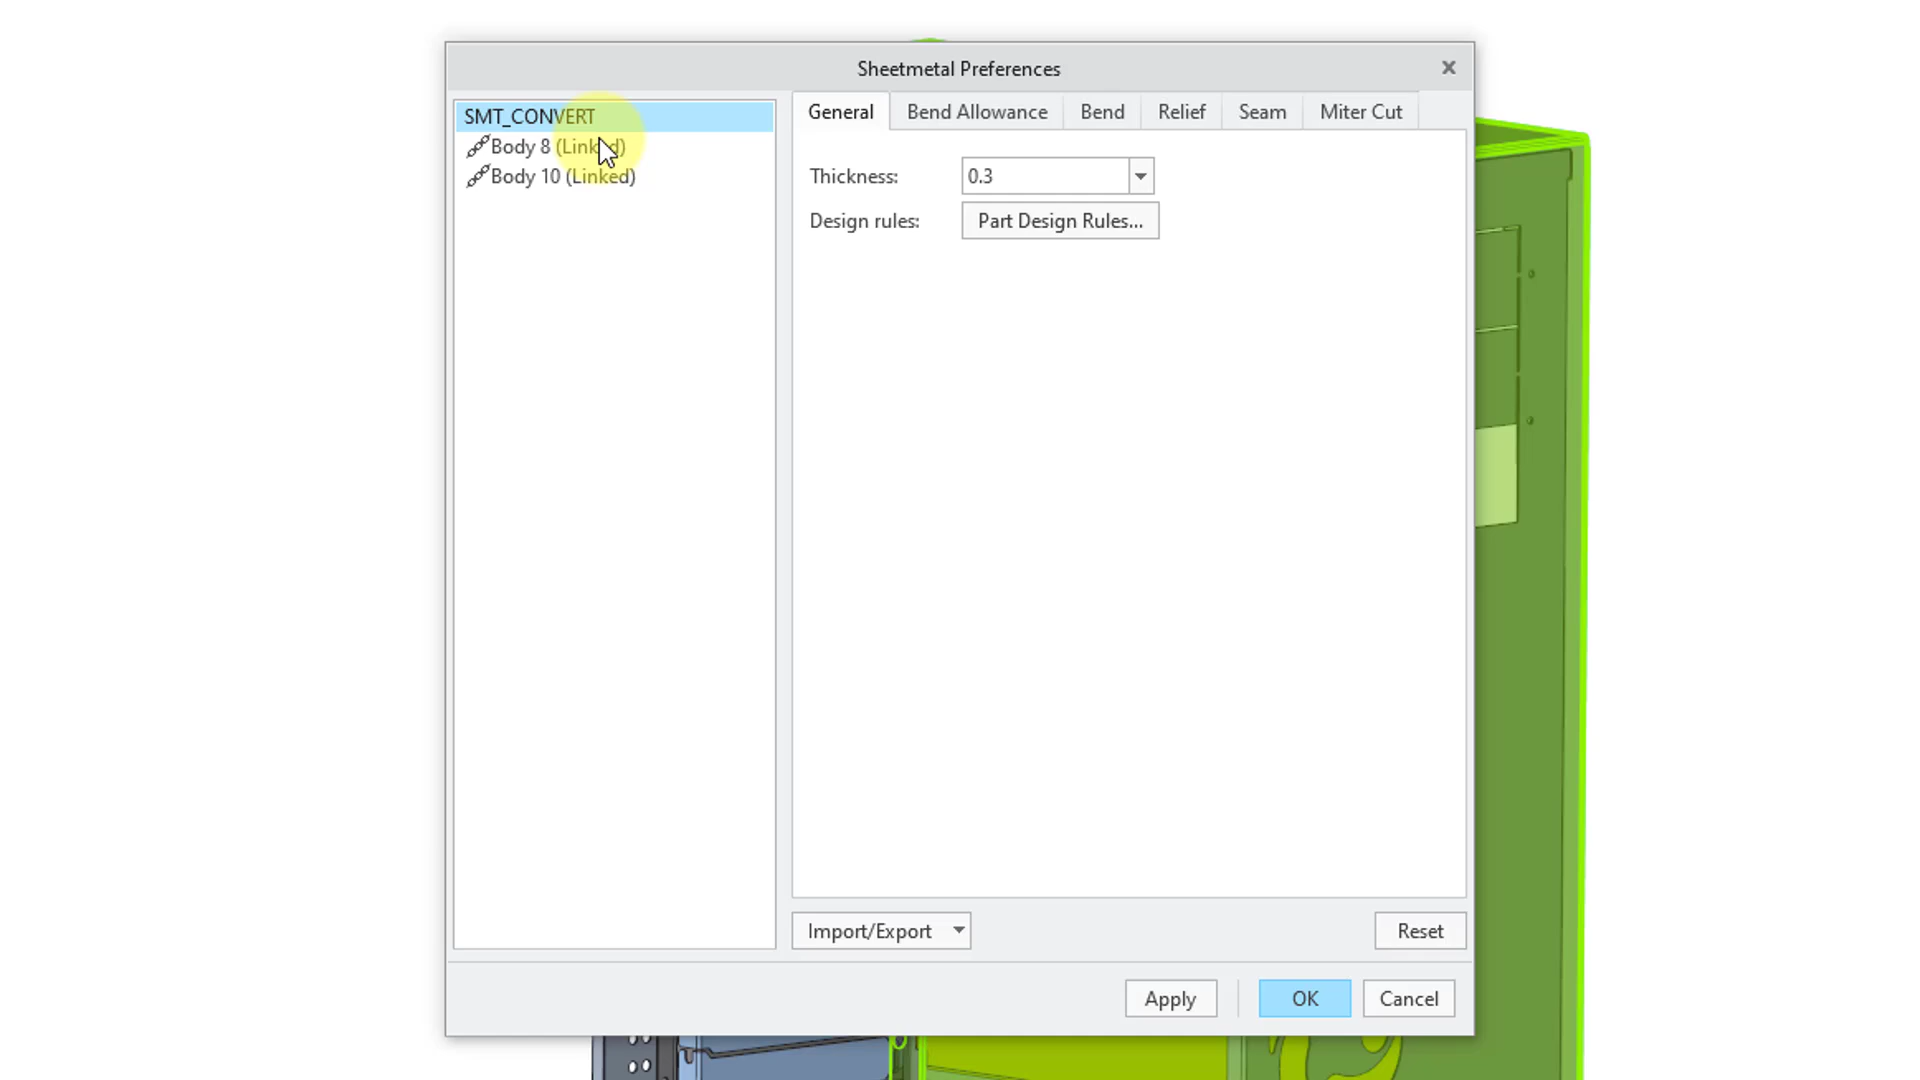 Sheetmetal Preferences
SMT_CONVERT
Body 8 (Linked)
Body 10 (Linked)
General
Bend Allowance
Bend
Relief
Seam
Miter Cut
Thickness:
0.3
Design rules:
Part Design Rules...
Import/Export
Reset
Apply
OK
Cancel